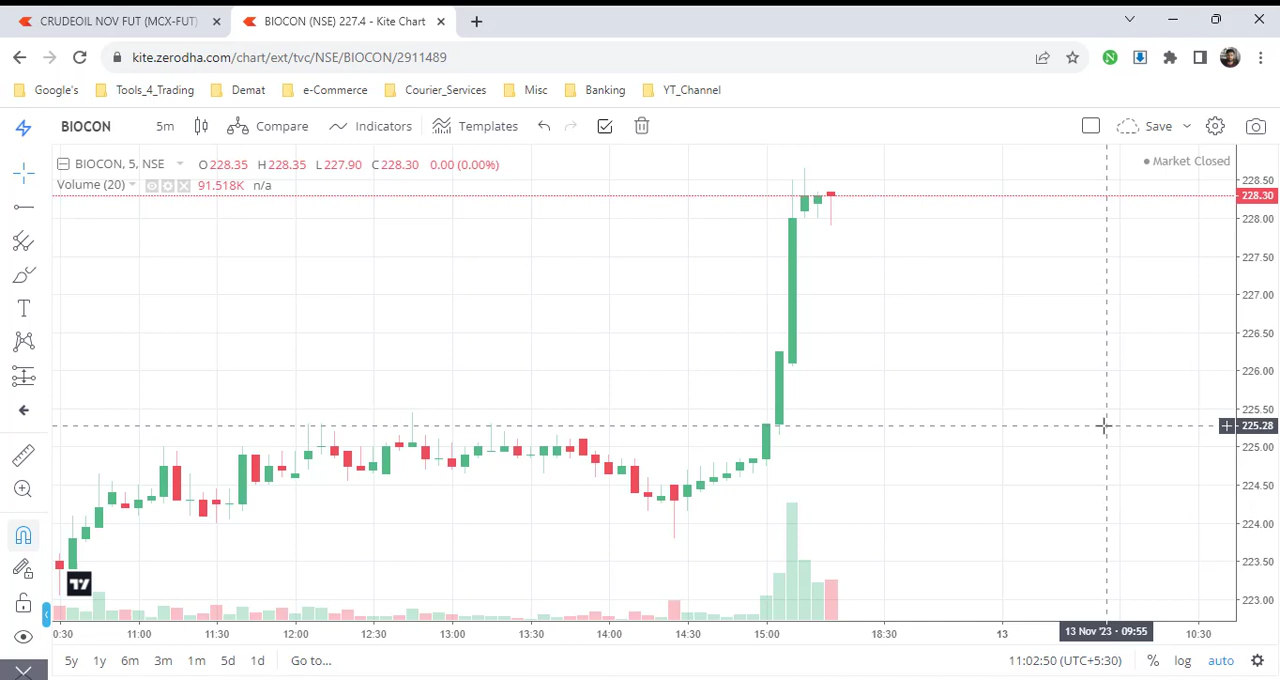 CRUDEOIL NOV FUT (MCX-FUT)
BIOCON (NSE) 227.4 - Kite Chart
kite.zerodha.com/chart/ext/tvc/NSE/BIOCON/2911489
Google's Tools_4_Trading Demat e-Commerce Courier_Services Misc Banking YT_Channel
BIOCON 5m Compare Indicators Templates Save
BIOCON, 5, NSE O228.35 H228.35 L227.90 C228.30 0.00 (0.00%) Market Closed
Volume (20) 91.518K n/a
228.50
228.30
228.00
227.50
227.00
226.50
226.00
225.50
225.28
225.00
224.50
224.00
223.50
223.00
0:30 11:00 11:30 12:00 12:30 13:00 13:30 14:00 14:30 15:00 18:30 13 13 Nov '23 - 09:55 10:30
5y 1y 6m 3m 1m 5d 1d Go to... 11:02:50 (UTC+5:30) % log auto